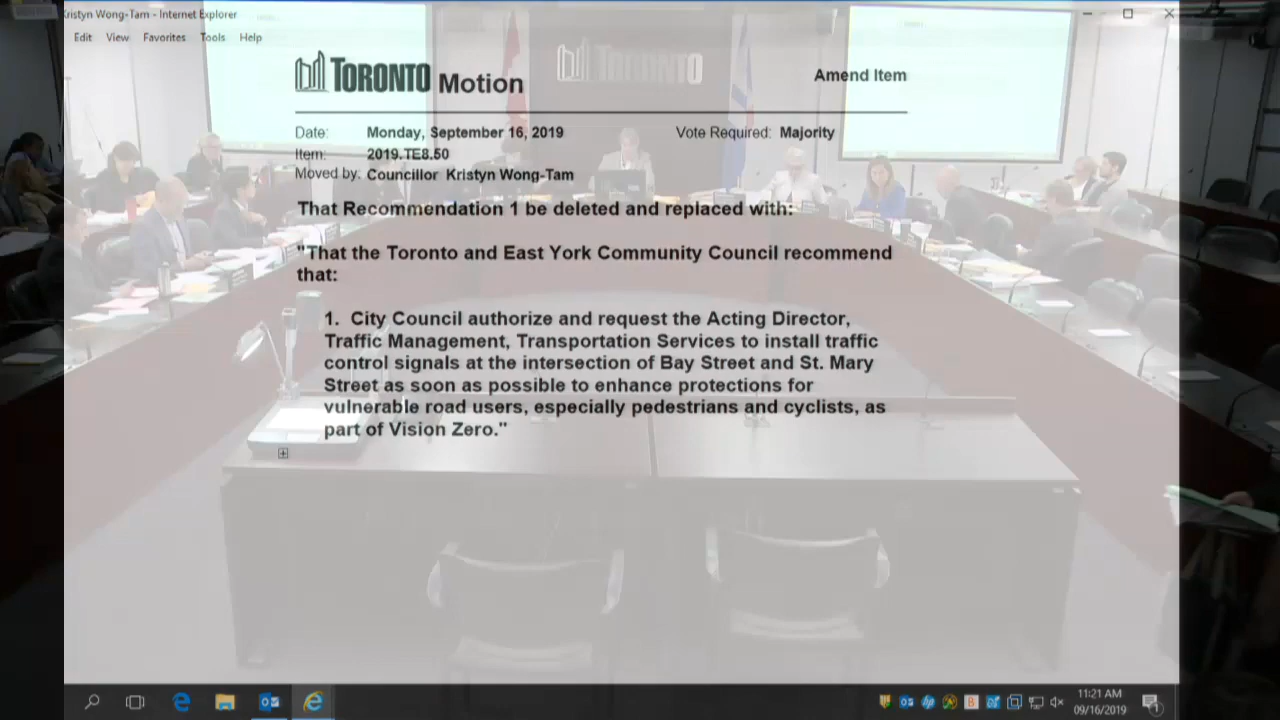 Kristyn Wong-Tam - Internet Explorer
Edit View Favorites Tools Help
TORONTO Motion
TORONTO
Amend Item
Date: Monday, September 16, 2019
Vote Required: Majority
Item: 2019.TE8.50
Moved by: Councillor Kristyn Wong-Tam
That Recommendation 1 be deleted and replaced with:
"That the Toronto and East York Community Council recommend
that:
1. City Council authorize and request the Acting Director,
Traffic Management, Transportation Services to install traffic
control signals at the intersection of Bay Street and St. Mary
Street as soon as possible to enhance protections for
vulnerable road users, especially pedestrians and cyclists, as
part of Vision Zero."
11:21 AM
09/16/2019